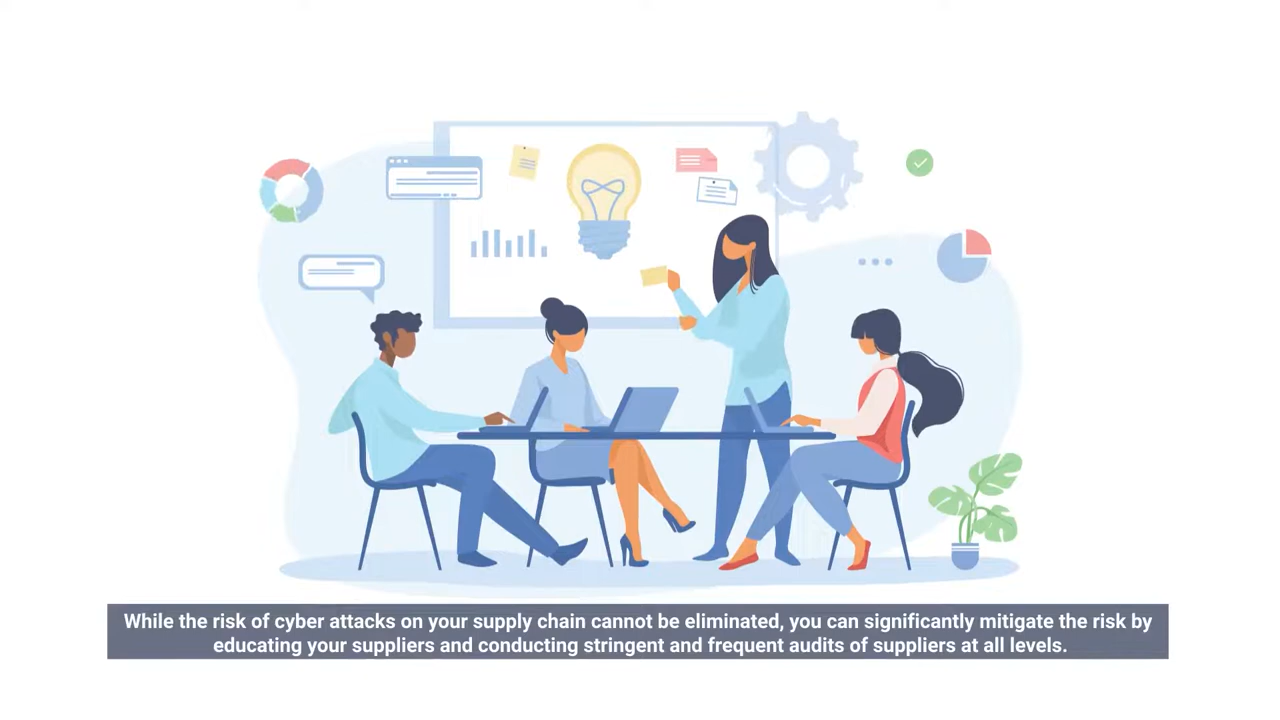 While the risk of cyber attacks on your supply chain cannot be eliminated, you can significantly mitigate the risk by
educating your suppliers and conducting stringent and frequent audits of suppliers at all levels.